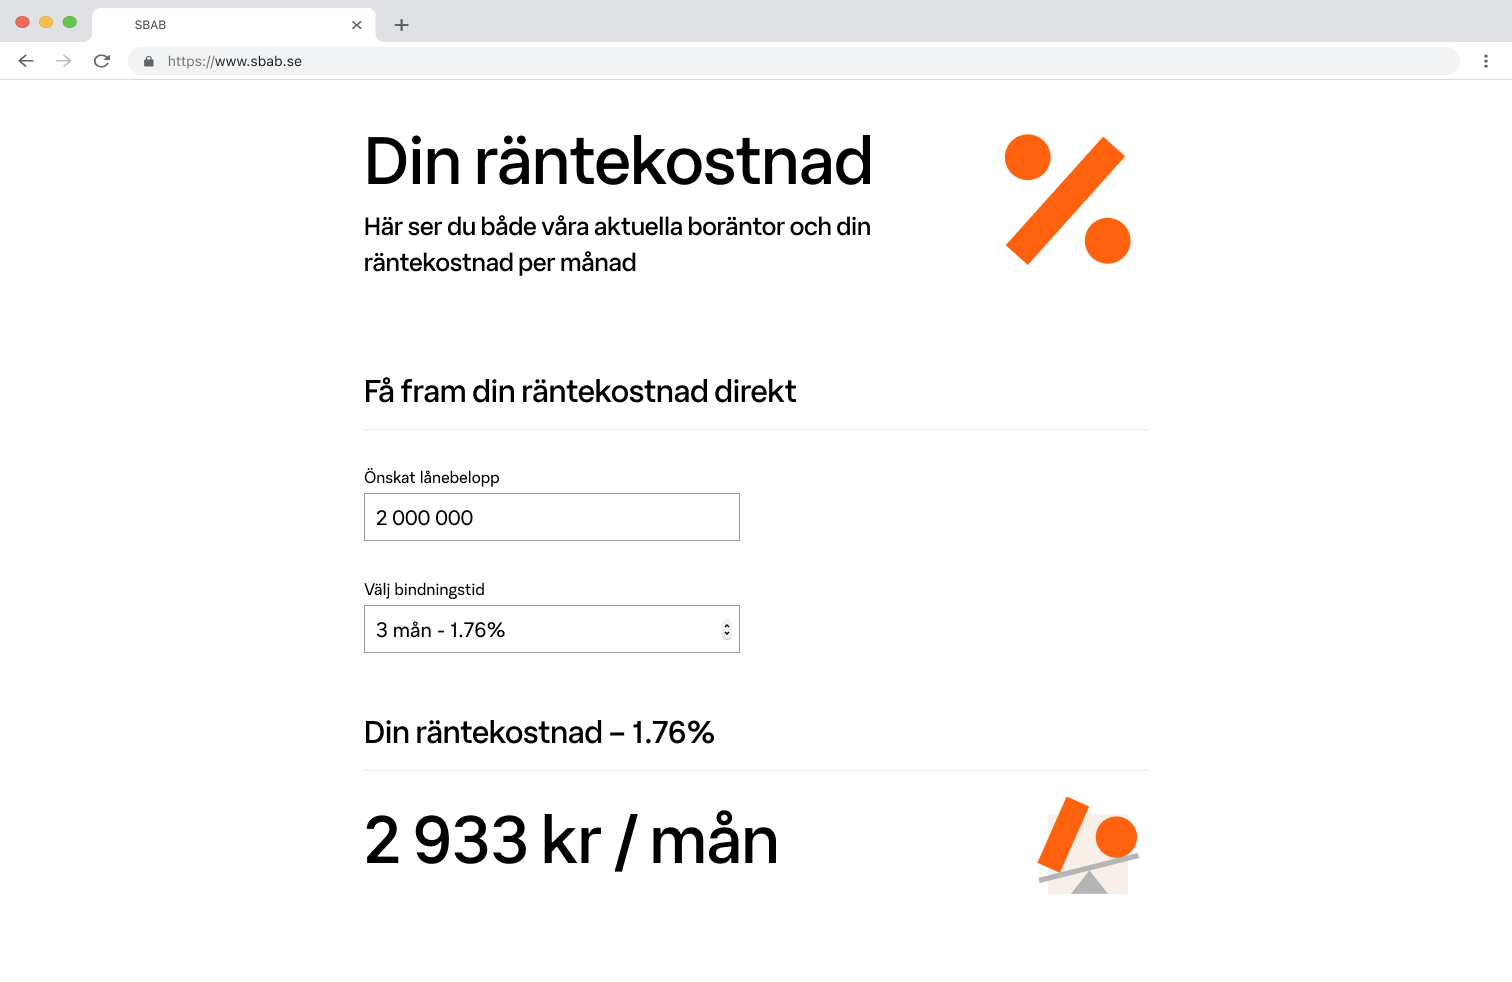 SBAB
https://www.sbab.se
Din räntekostnad
Här ser du både våra aktuella boräntor och din
räntekostnad per månad
Få fram din räntekostnad direkt
Önskat lånebelopp
2 000 000
Välj bindningstid
3 mån - 1.76%
Din räntekostnad – 1.76%
2 933 kr / mån